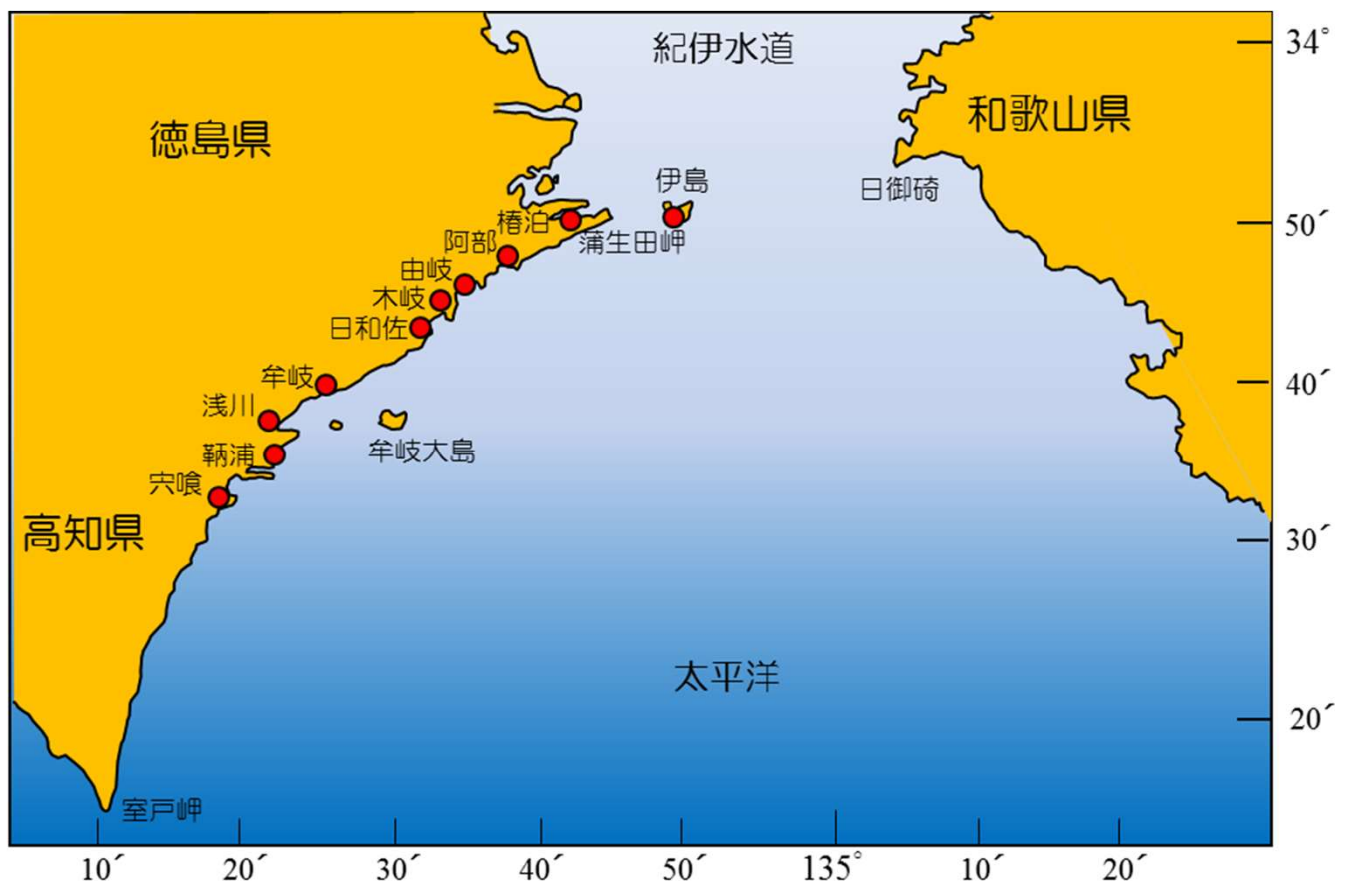 紀伊水道
34°
和歌山県
徳島県
伊島
日御碕
椿泊
50´
蒲生田岬
阿部
由岐
木岐
日和佐
牟岐
40´
浅川
牟岐大島
鞆浦
宍喰
高知県
30´
太平洋
20´
室戸岬
10´ 20´ 30´ 40´ 50´ 135° 10´ 20´